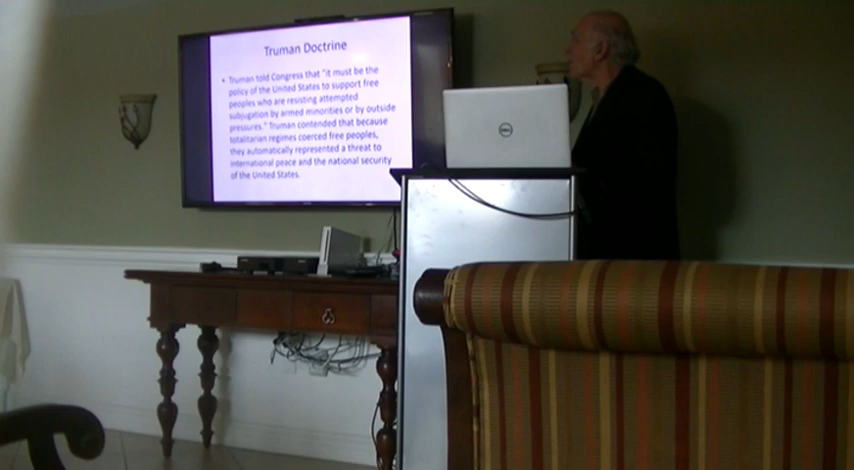 Truman Doctrine
• Truman told Congress that "it must be the
policy of the United States to support free
peoples who are resisting attempted
subjugation by armed minorities or by outside
pressures." Truman contended that because
totalitarian regimes coerced free peoples,
they automatically represented a threat to
international peace and the national security
of the United States.
DELL